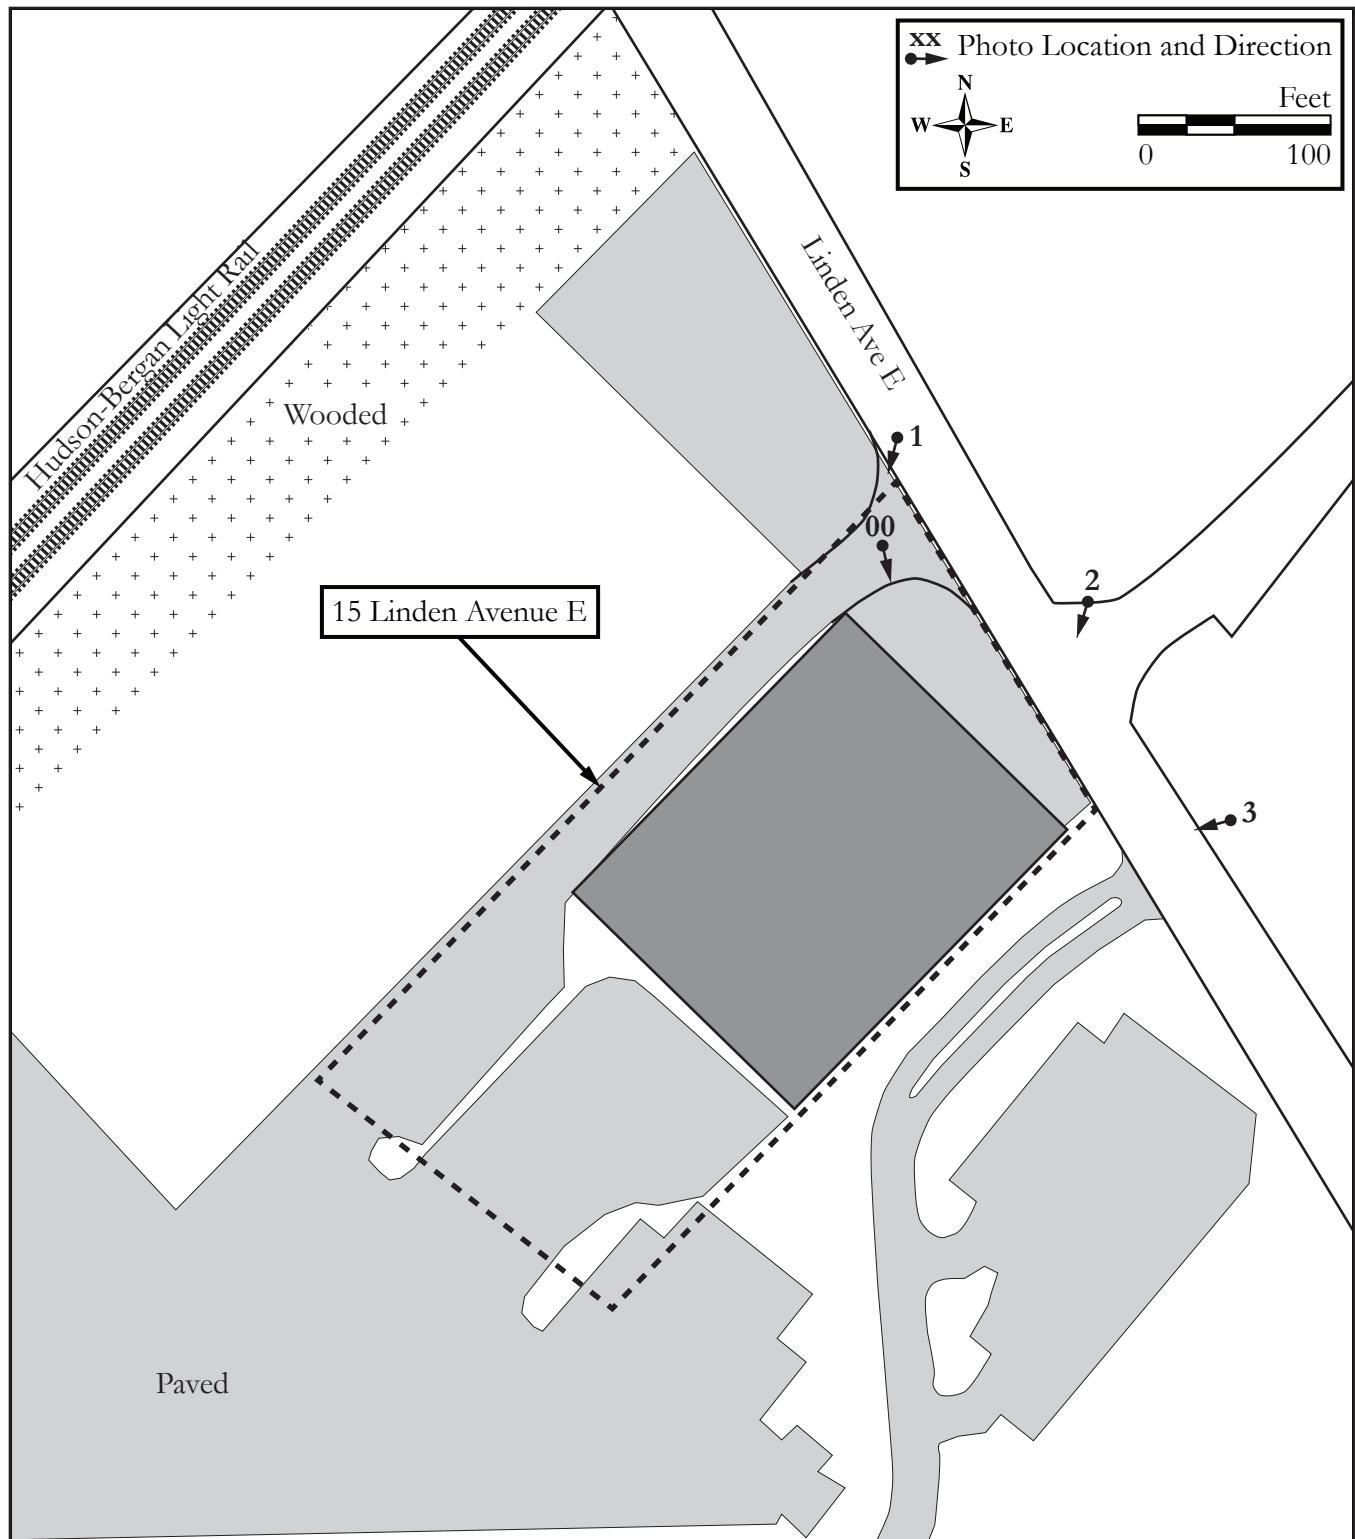 xx Photo Location and Direction
N
W E
S
Feet
0 100
Hudson-Bergan Light Rail
Wooded
Linden Ave E
1
00
2
15 Linden Avenue E
3
Paved